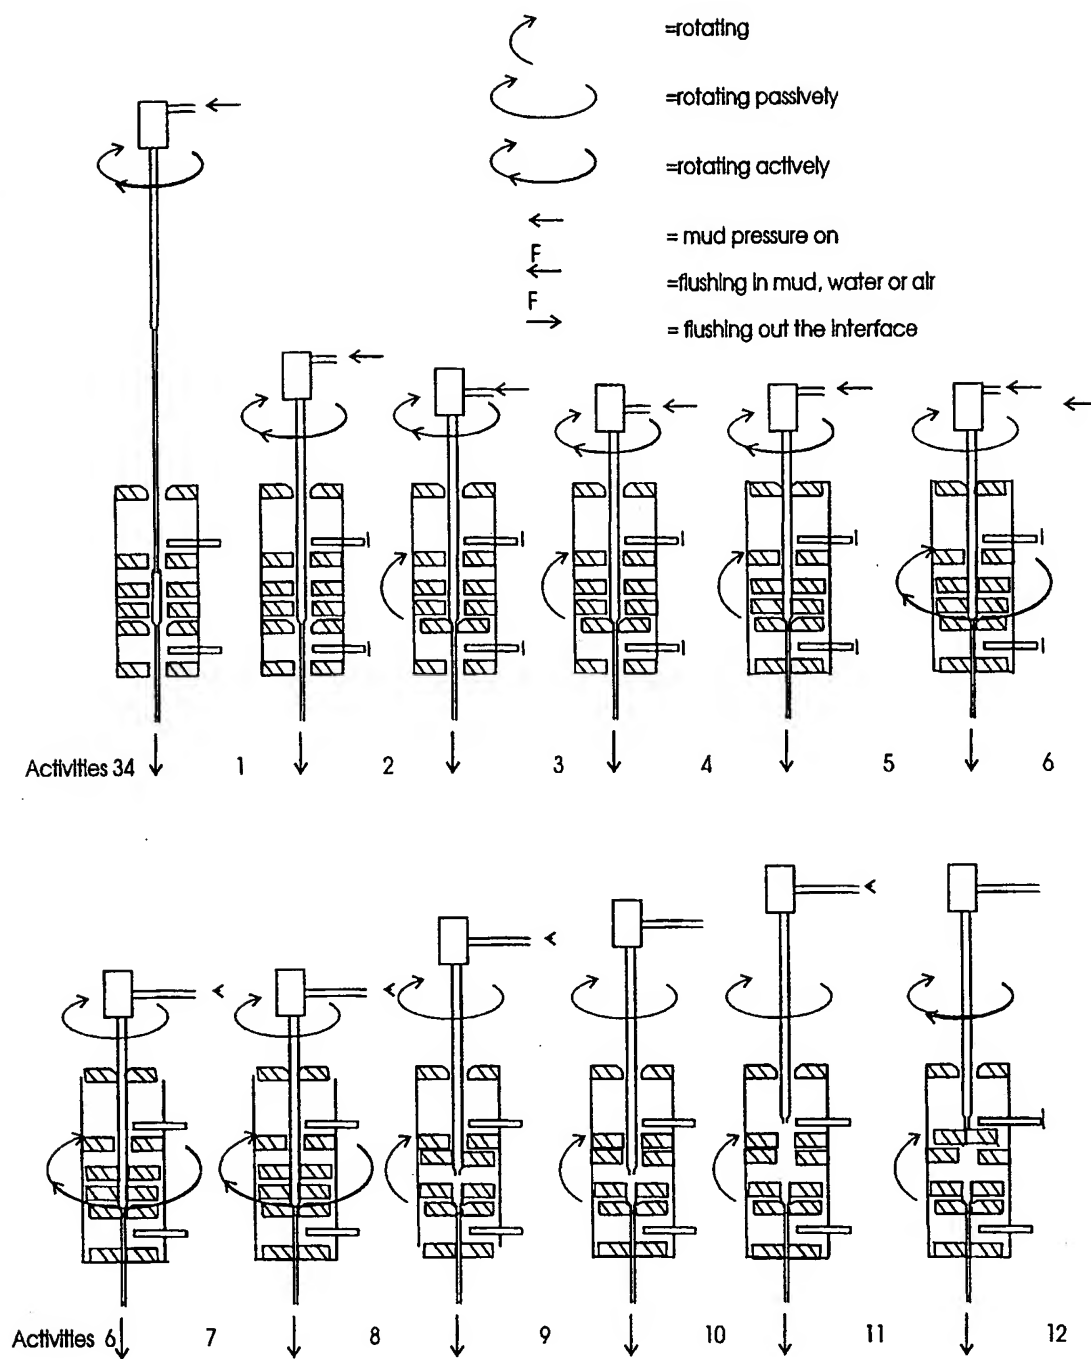 =rotating
=rotating passively
=rotating actively
= mud pressure on
F
=flushing in mud, water or air
F
= flushing out the interface
Activities 34 1 2 3 4 5 6
Activities 6 7 8 9 10 11 12